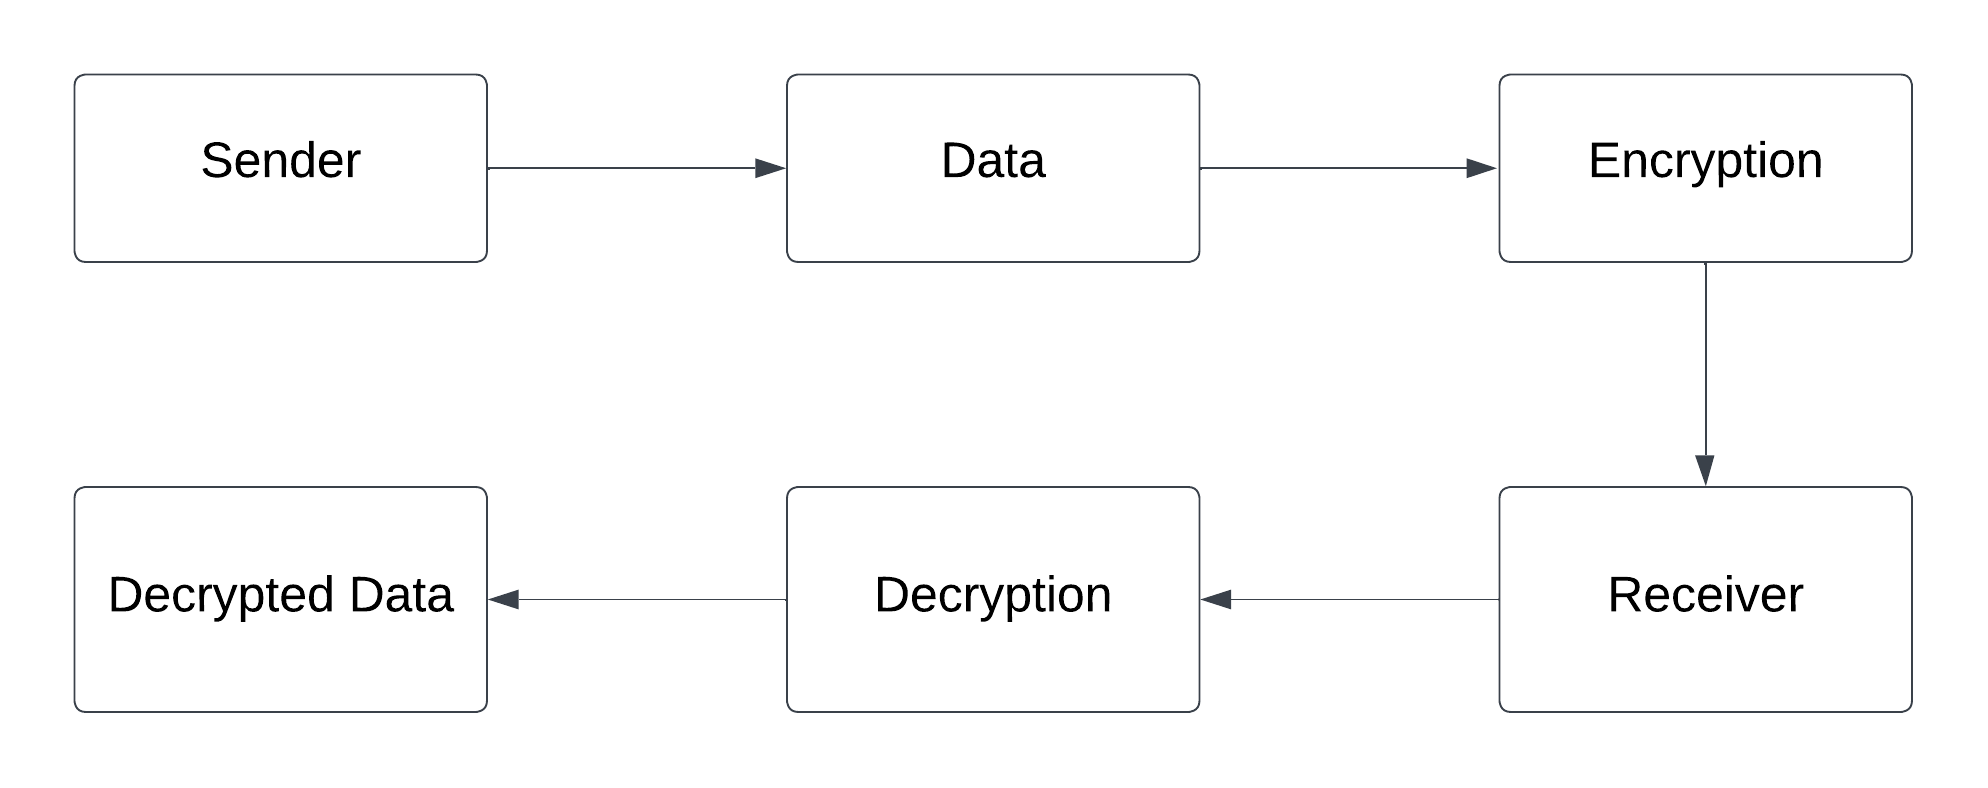 Sender
Data
Encryption
Decrypted Data
Decryption
Receiver